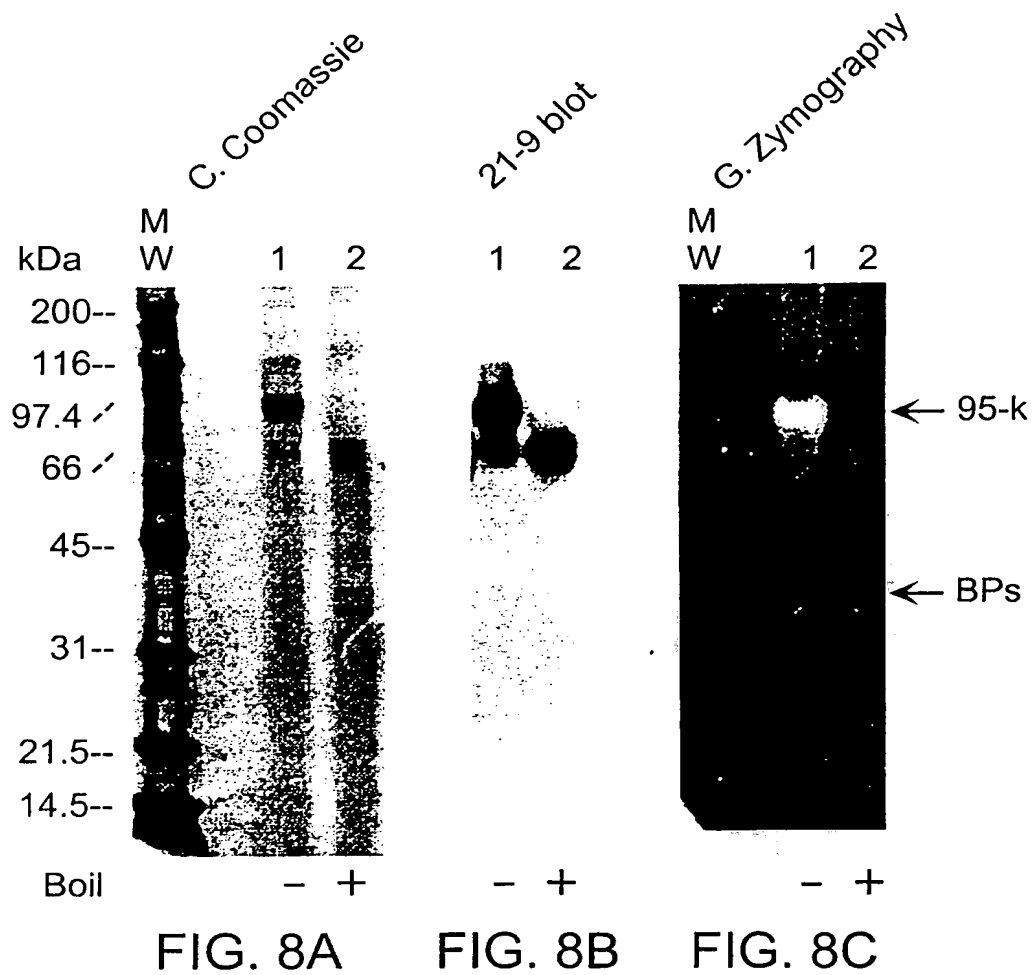 C. Coomassie
21-9 blot
G. Zymography
M
W
kDa
1 2
1 2
M
W
1 2
200--
116--
97.4 --
66 --
45--
31--
21.5--
14.5--
95-k
BPs
Boil - + - + - +
FIG. 8A FIG. 8B FIG. 8C